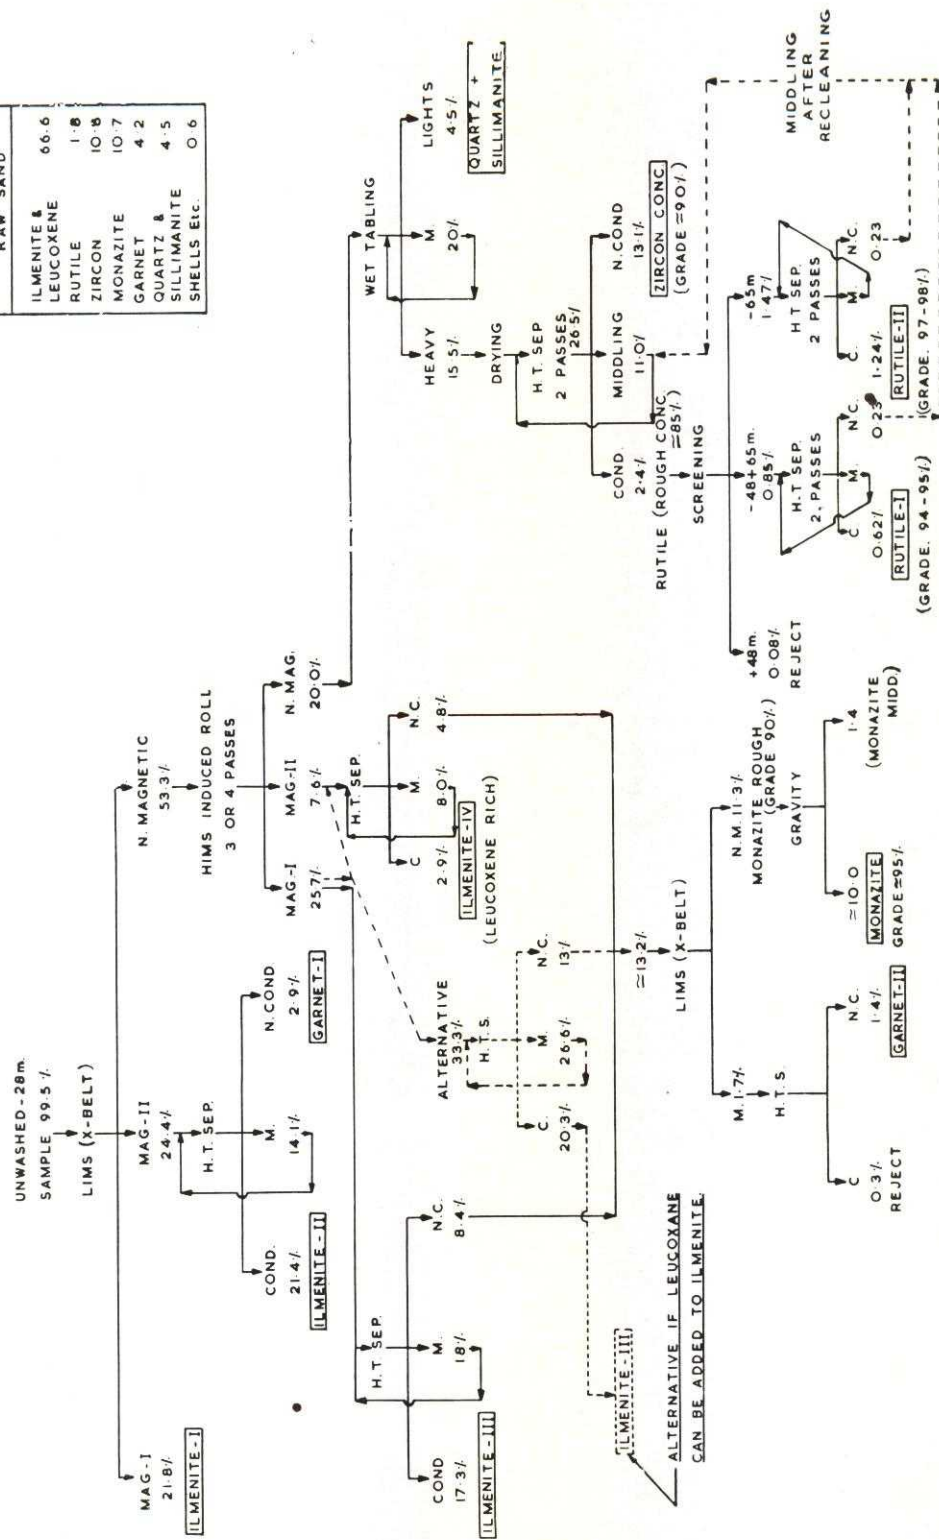 RAW SAND
ILMENITE &
LEUCOXENE 66·6
RUTILE 1·8
ZIRCON 10·8
MONAZITE 10·7
GARNET 4·2
QUARTZ &
SILLIMANITE 4·5
SHELLS Etc. 0·6
UNWASHED-28m.
SAMPLE 99·5·/·
LIMS (X-BELT)
MAG-I
21·8·/·
ILMENITE-I
MAG-II
24·4·/·
H.T. SEP.
COND.
21·4·/·
ILMENITE-II
M.
14·1·/·
N.COND
2·9·/·
GARNET-I
N. MAGNETIC
53·3·/·
HIMS INDUCED ROLL
3 OR 4 PASSES
MAG-I
25·7·/·
MAG-II
7·6·/·
N. MAG.
20·0·/·
H.T. SEP.
COND
17·3·/·
ILMENITE-III
M.
18·/·
N.C.
8·4·/·
H.T. SEP.
C
2·9·/·
ILMENITE-IV
(LEUCOXENE RICH)
M.
8·0·/·
N.C.
4·8·/·
ALTERNATIVE
33·3·/·
H.T.S.
C.
20·3·/·
M.
26·6·/·
N.C.
13·/·
ILMENITE-III
ALTERNATIVE IF LEUCOXANE
CAN BE ADDED TO ILMENITE.
≃13·2·/·
LIMS (X-BELT)
M. 1·7·/·
H.T.S.
C
0·3·/·
REJECT
N.C.
1·4·/·
GARNET-II
N.M. 11·3·/·
MONAZITE ROUGH
(GRADE 90·/·)
GRAVITY
≃10·0
MONAZITE
GRADE≃95·/·
1·4
(MONAZITE
MIDD.)
WET TABLING
HEAVY
15·5·/·
M.
20·/·
LIGHTS
4·5·/·
QUARTZ +
SILLIMANITE
DRYING
H.T. SEP
2 PASSES
26·5·/·
COND.
2·4·/·
MIDDLING
11·0·/·
N.COND
13·1·/·
ZIRCON CONC.
(GRADE ≃90·/·)
RUTILE (ROUGH CONC.
≃85·/·)
SCREENING
+48m.
0·08·/·
REJECT
-48+65m.
0·85·/·
H.T. SEP.
2, PASSES
C
0·62·/·
RUTILE-I
(GRADE. 94-95·/·)
M.
N.C.
0·23
-65m
1·47·/·
H T SEP.
2 PASSES
C.
1·24·/·
RUTILE-II
(GRADE. 97-98·/·)
M.
N.C.
0·23
MIDDLING
AFTER
RECLEANING